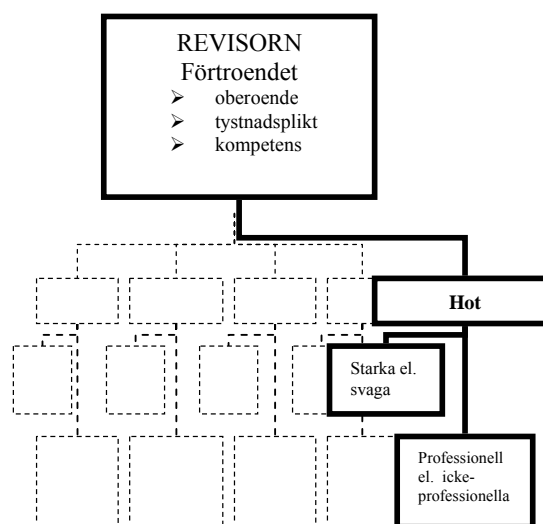 REVISORN
Förtroendet
➢ oberoende
➢ tystnadsplikt
➢ kompetens
Hot
Starka el.
svaga
Professionell
el. icke-
professionella